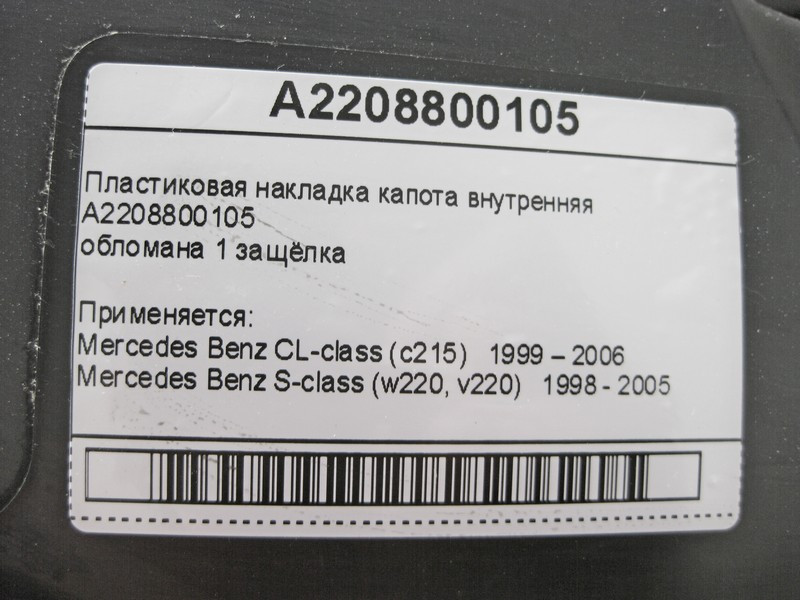 A2208800105
Пластиковая накладка капота внутренняя
A2208800105
обломана 1 защёлка
Применяется:
Mercedes Benz CL-class (c215) 1999 – 2006
Mercedes Benz S-class (w220, v220) 1998 - 2005